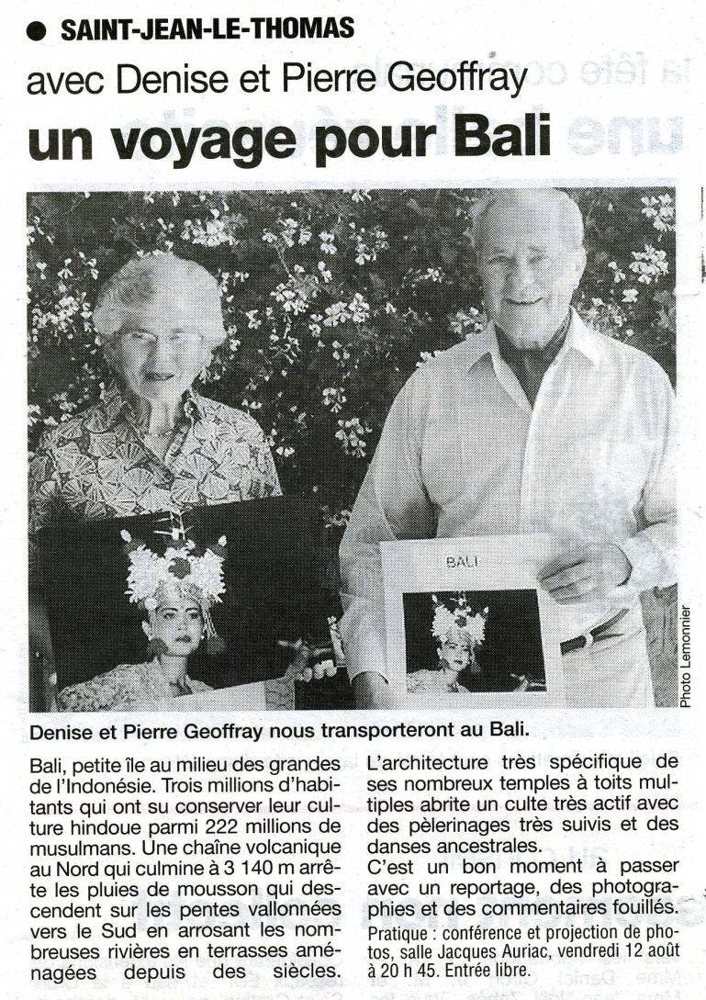 ● SAINT-JEAN-LE-THOMAS
avec Denise et Pierre Geoffray
un voyage pour Bali
BALI
Photo Lemonnier
Denise et Pierre Geoffray nous transporteront au Bali.
Bali, petite île au milieu des grandes
de l'Indonésie. Trois millions d'habi-
tants qui ont su conserver leur cul-
ture hindoue parmi 222 millions de
musulmans. Une chaîne volcanique
au Nord qui culmine à 3 140 m arrê-
te les pluies de mousson qui des-
cendent sur les pentes vallonnées
vers le Sud en arrosant les nom-
breuses rivières en terrasses amé-
nagées depuis des siècles.
L'architecture très spécifique de
ses nombreux temples à toits mul-
tiples abrite un culte très actif avec
des pèlerinages très suivis et des
danses ancestrales.
C'est un bon moment à passer
avec un reportage, des photogra-
phies et des commentaires fouillés.
Pratique : conférence et projection de pho-
tos, salle Jacques Auriac, vendredi 12 août
à 20 h 45. Entrée libre.